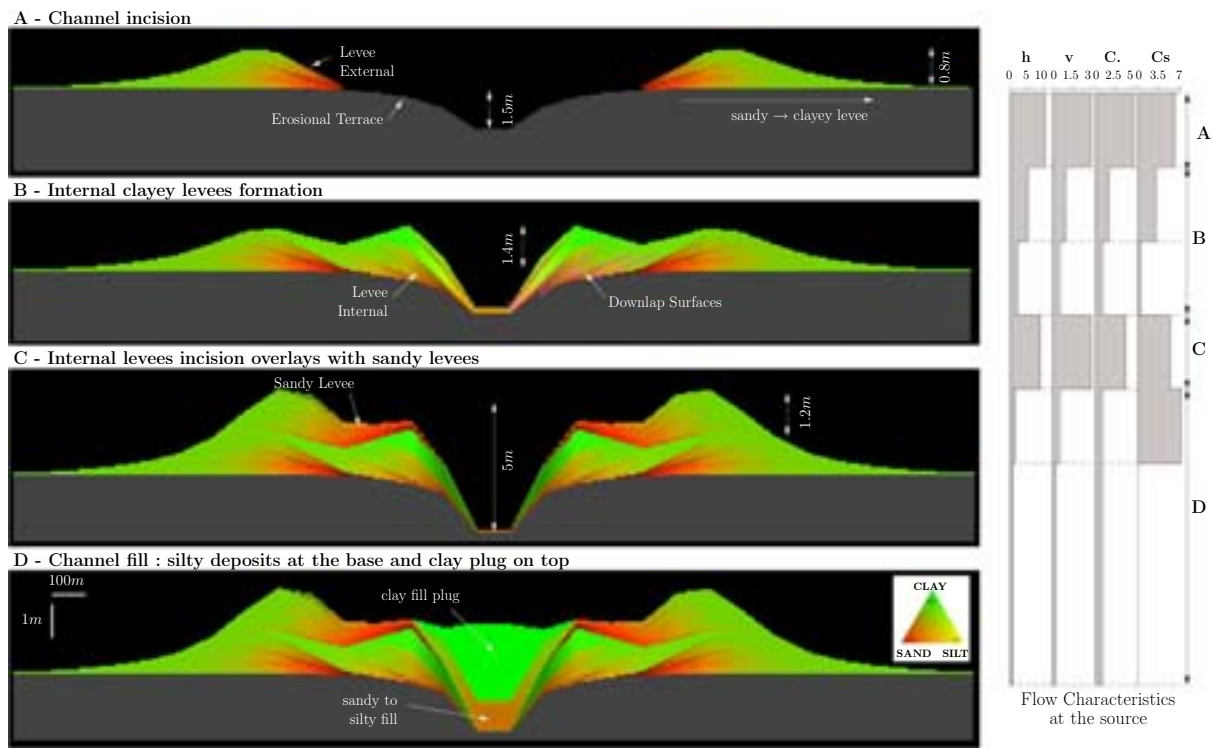 A - Channel incision
Levee
External
0.8m
Erosional Terrace
1.5m
sandy → clayey levee
B - Internal clayey levees formation
1.4m
Levee
Internal
Downlap Surfaces
C - Internal levees incision overlays with sandy levees
Sandy Levee
5m
1.2m
D - Channel fill : silty deposits at the base and clay plug on top
100m
1m
clay fill plug
sandy to
silty fill
CLAY
SAND SILT
h v C. Cs
0 5 10 0 1.5 3 0 2.5 5 0 3.5 7
A
B
C
D
Flow Characteristics
at the source